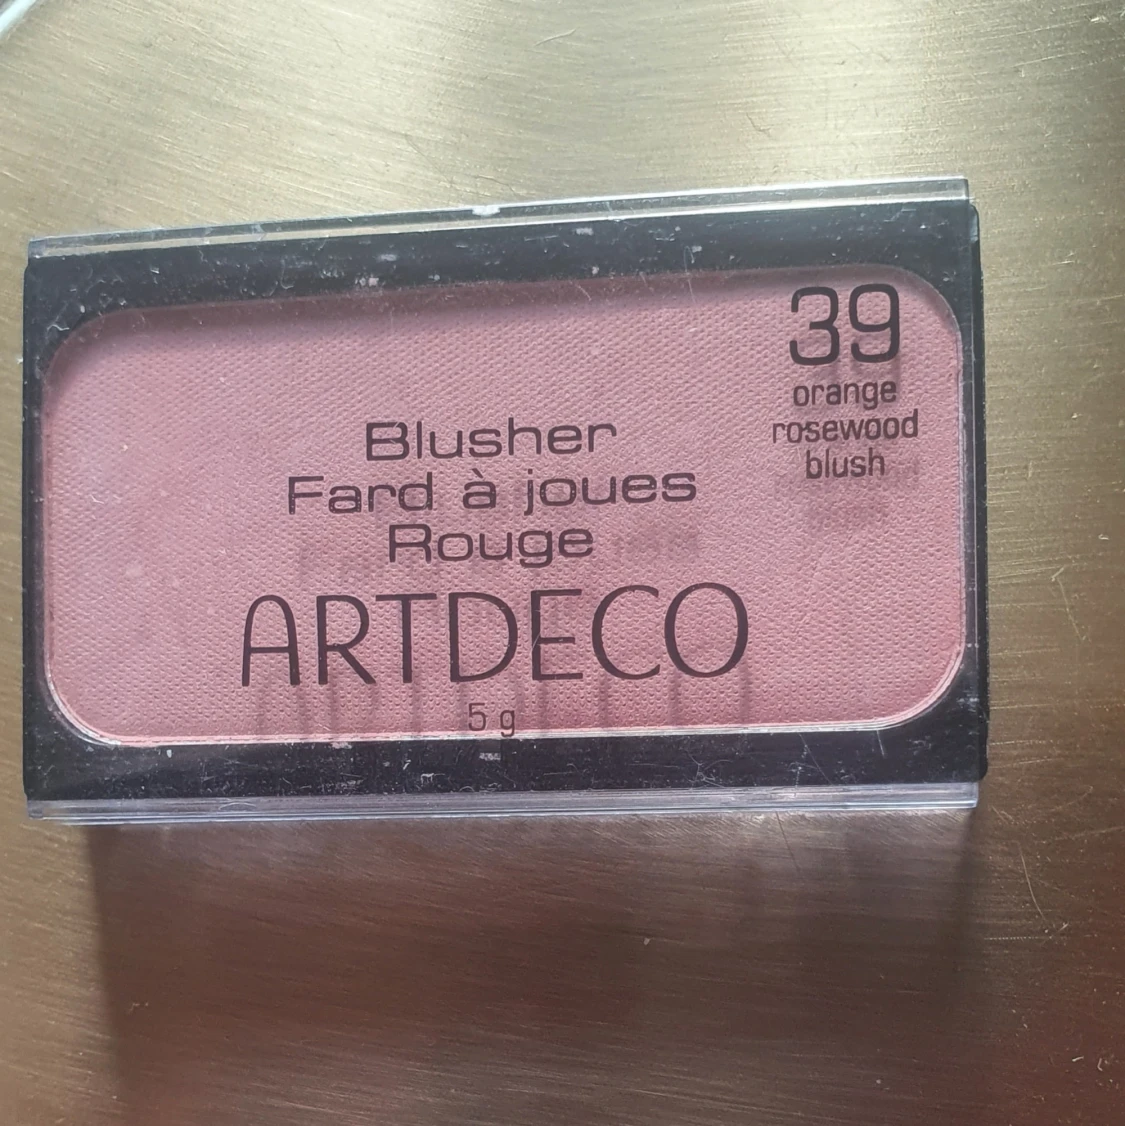 39
orange
rosewood
blush
Blusher
Fard à joues
Rouge
ARTDECO
5 g